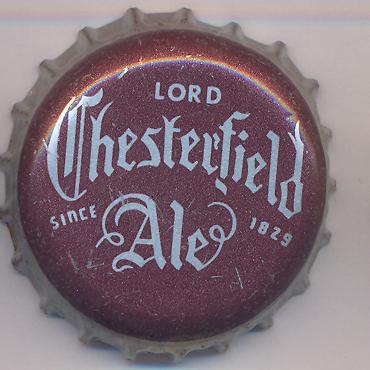 LORD
Chesterfield
SINCE Ale 1829